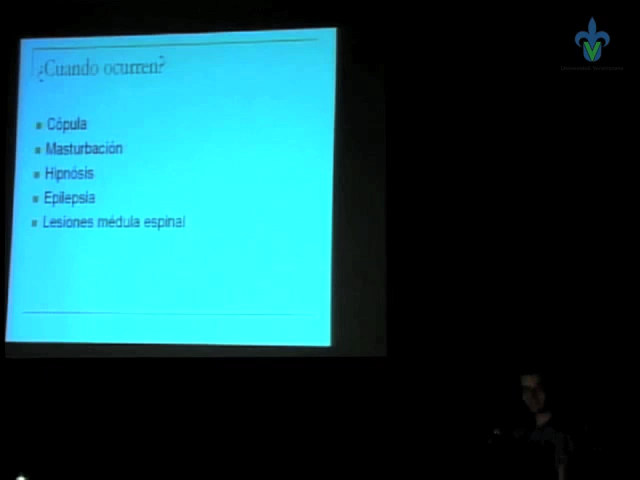 ¿Cuando ocurren?
Cópula
Masturbación
Hipnósis
Epilepsia
Lesiones médula espinal